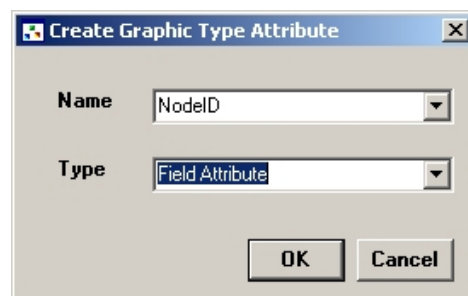 Create Graphic Type Attribute
Name NodeID
Type Field Attribute
OK Cancel